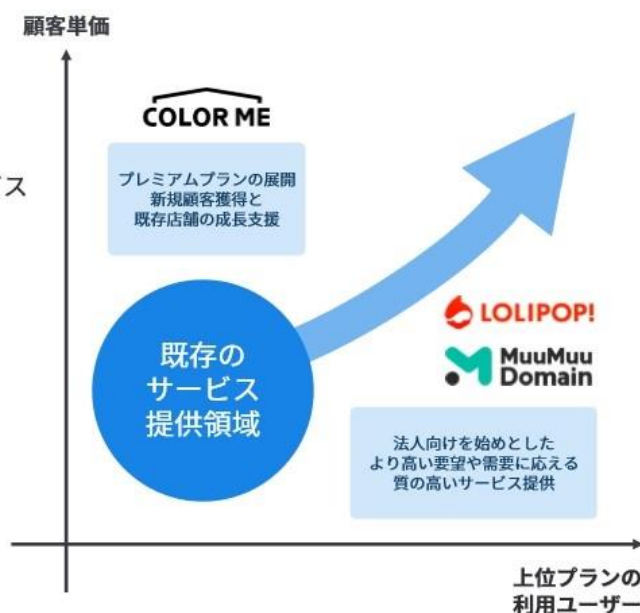 顧客単価
COLOR ME
プレミアムプランの展開
新規顧客獲得と
既存店舗の成長支援
ス
既存の
サービス
提供領域
LOLIPOP!
MuuMuu
Domain
法人向けを始めとした
より高い要望や需要に応える
質の高いサービス提供
上位プランの
利用ユーザー